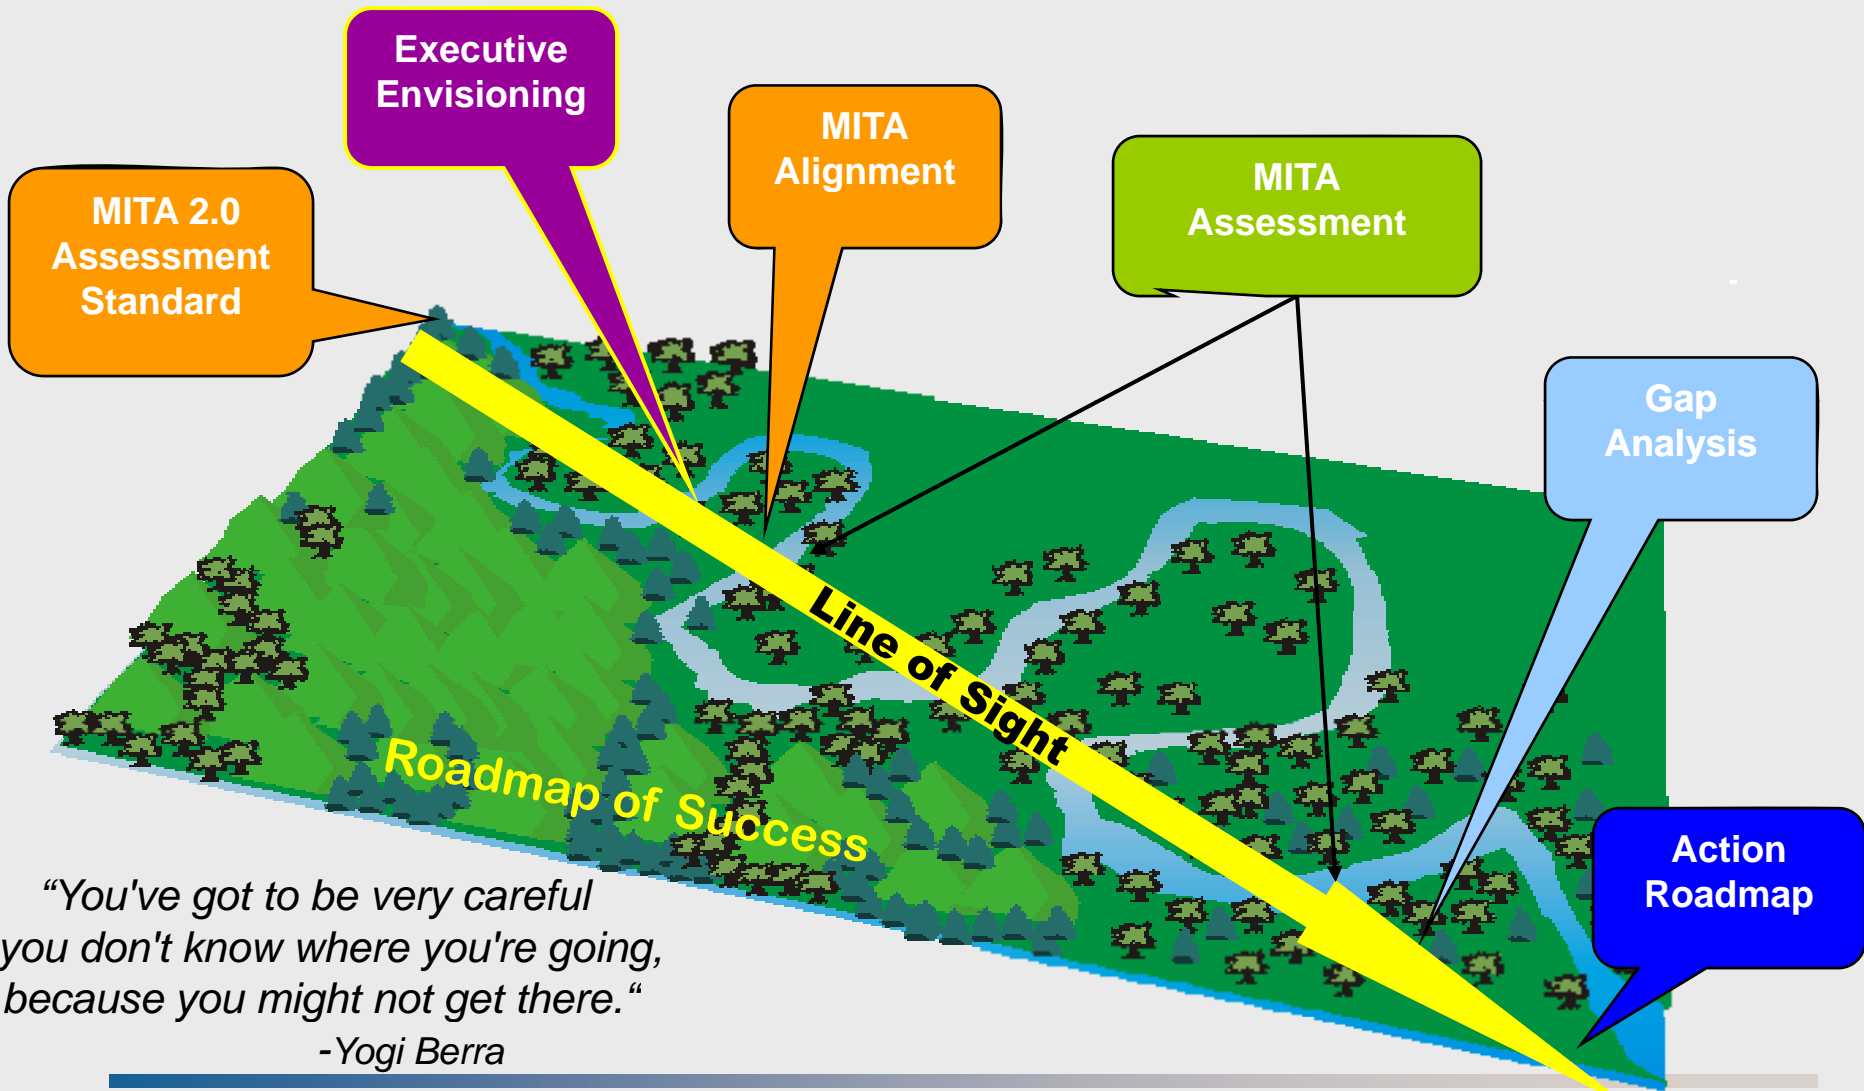 Executive
Envisioning
MITA
Alignment
MITA
Assessment
MITA 2.0
Assessment
Standard
Gap
Analysis
Line of Sight
Roadmap of Success
Action
Roadmap
“You've got to be very careful
you don't know where you're going,
because you might not get there.“
-Yogi Berra